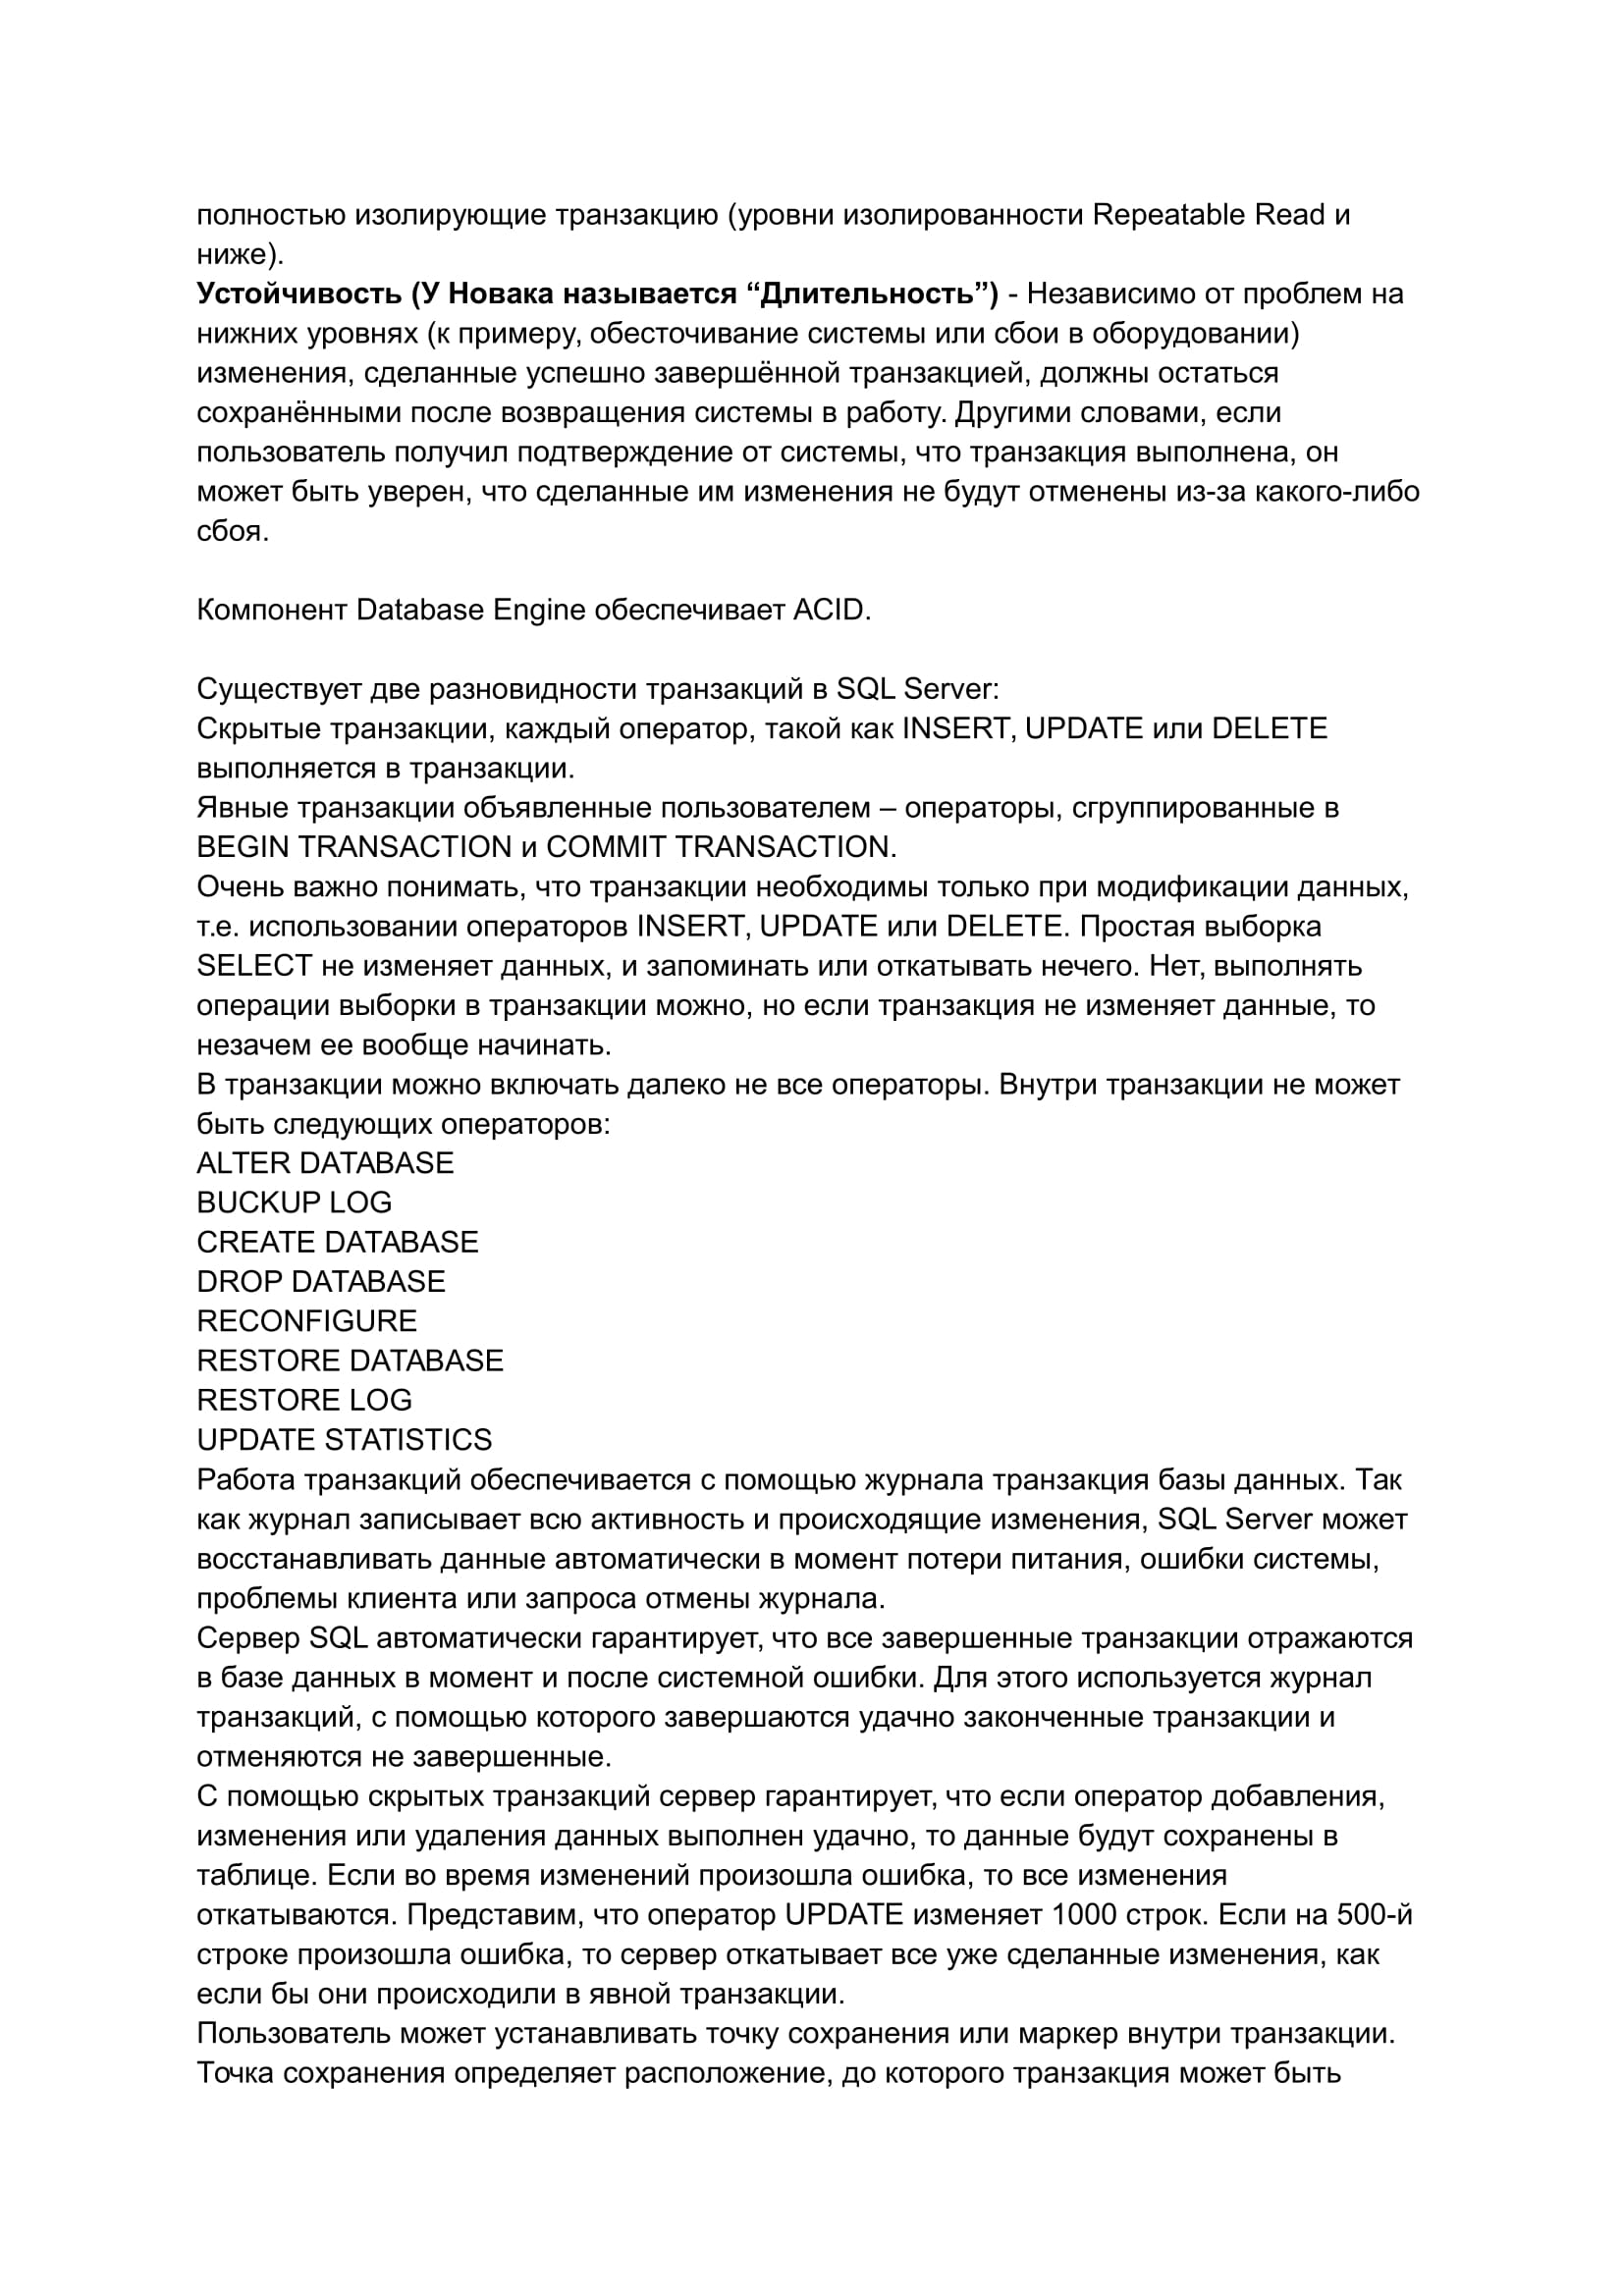 полностью изолирующие транзакцию (уровни изолированности Repeatable Read и
ниже).
Устойчивость (У Новака называется “Длительность”) - Независимо от проблем на
нижних уровнях (к примеру, обесточивание системы или сбои в оборудовании)
изменения, сделанные успешно завершённой транзакцией, должны остаться
сохранёнными после возвращения системы в работу. Другими словами, если
пользователь получил подтверждение от системы, что транзакция выполнена, он
может быть уверен, что сделанные им изменения не будут отменены из-за какого-либо
сбоя.
Компонент Database Engine обеспечивает ACID.
Существует две разновидности транзакций в SQL Server:
Скрытые транзакции, каждый оператор, такой как INSERT, UPDATE или DELETE
выполняется в транзакции.
Явные транзакции объявленные пользователем – операторы, сгруппированные в
BEGIN TRANSACTION и COMMIT TRANSACTION.
Очень важно понимать, что транзакции необходимы только при модификации данных,
т.е. использовании операторов INSERT, UPDATE или DELETE. Простая выборка
SELECT не изменяет данных, и запоминать или откатывать нечего. Нет, выполнять
операции выборки в транзакции можно, но если транзакция не изменяет данные, то
незачем ее вообще начинать.
В транзакции можно включать далеко не все операторы. Внутри транзакции не может
быть следующих операторов:
ALTER DATABASE
BUCKUP LOG
CREATE DATABASE
DROP DATABASE
RECONFIGURE
RESTORE DATABASE
RESTORE LOG
UPDATE STATISTICS
Работа транзакций обеспечивается с помощью журнала транзакция базы данных. Так
как журнал записывает всю активность и происходящие изменения, SQL Server может
восстанавливать данные автоматически в момент потери питания, ошибки системы,
проблемы клиента или запроса отмены журнала.
Сервер SQL автоматически гарантирует, что все завершенные транзакции отражаются
в базе данных в момент и после системной ошибки. Для этого используется журнал
транзакций, с помощью которого завершаются удачно законченные транзакции и
отменяются не завершенные.
С помощью скрытых транзакций сервер гарантирует, что если оператор добавления,
изменения или удаления данных выполнен удачно, то данные будут сохранены в
таблице. Если во время изменений произошла ошибка, то все изменения
откатываются. Представим, что оператор UPDATE изменяет 1000 строк. Если на 500-й
строке произошла ошибка, то сервер откатывает все уже сделанные изменения, как
если бы они происходили в явной транзакции.
Пользователь может устанавливать точку сохранения или маркер внутри транзакции.
Точка сохранения определяет расположение, до которого транзакция может быть